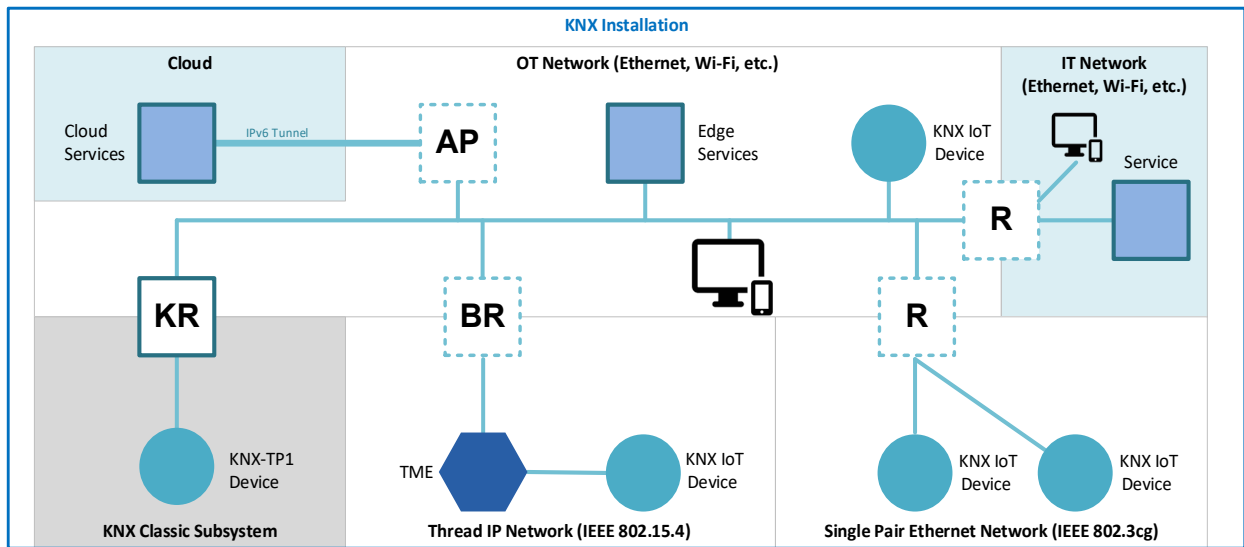 KNX Installation
Cloud
OT Network (Ethernet, Wi-Fi, etc.)
IT Network
(Ethernet, Wi-Fi, etc.)
Cloud
Services
IPv6 Tunnel
AP
Edge
Services
KNX IoT
Device
Service
R
KR
BR
R
KNX-TP1
Device
TME
KNX IoT
Device
KNX IoT
Device
KNX IoT
Device
KNX Classic Subsystem
Thread IP Network (IEEE 802.15.4)
Single Pair Ethernet Network (IEEE 802.3cg)